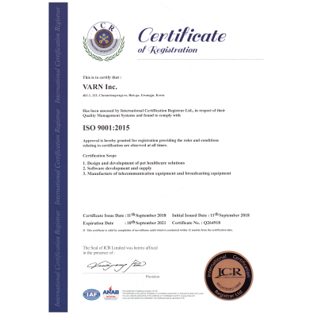 ICR
Certificate
of Registration
This is to certify that :
VARN Inc.
Has been assessed by International Certification Registrar Ltd., in respect of their
Quality Management Systems and found to comply with
ISO 9001:2015
Approval is hereby granted for registration providing the rules and conditions
relating to certification are observed at all times.
Certification Scope
1. Design and development of pet healthcare solutions
2. Software development and supply
3. Manufacture of telecommunication equipment and broadcasting equipment
Certificate Issue Date : 11th September 2018 Initial Issued Date : 11th September 2018
Expiration Date : 10th September 2021 Certificate No. :
The Seal of ICR Limited was hereto affixed
in the presence of :
President
IAF
ANAB
ICR
International Certification Registrar